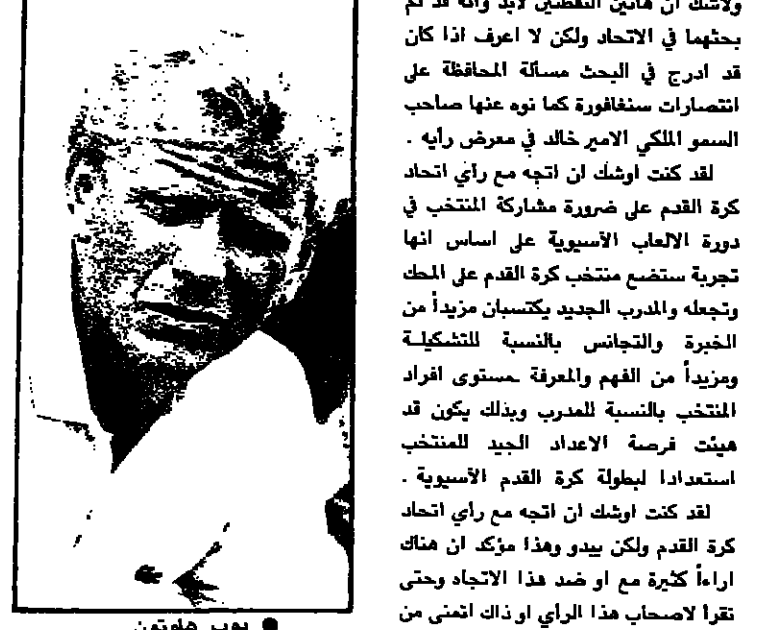 ولاشك ان هاتين النقطتين لابد وانه قد تم
بحثهما في الاتحاد ولكن لا اعرف اذا كان
قد ادرج في البحث مسألة المحافظة على
انتصارات سنغافورة كما نوه عنها صاحب
السمو الملكي الامير خالد في معرض رأيه .
لقد كنت اوشك ان اتجه مع رأي اتحاد
كرة القدم على ضرورة مشاركة المنتخب في
دورة الالعاب الآسيوية على اساس انها
تجربة ستضع منتخب كرة القدم على المحك
وتجعله والمدرب الجديد يكتسبان مزيداً من
الخبرة والتجانس بالنسبة للتشكيلة
ومزيداً من الفهم والمعرفة بمستوى افراد
المنتخب بالنسبة للمدرب وبذلك يكون قد
هيئت فرصة الاعداد الجيد للمنتخب
استعدادا لبطولة كرة القدم الآسيوية .
لقد كنت اوشك ان اتجه مع رأي اتحاد
كرة القدم ولكن يبدو وهذا مؤكد ان هناك
اراءاً كثيرة مع او ضد هذا الاتجاه وحتى
نقرأ لاصحاب هذا الرأي او ذاك اتمنى من
● بوب هاوتون